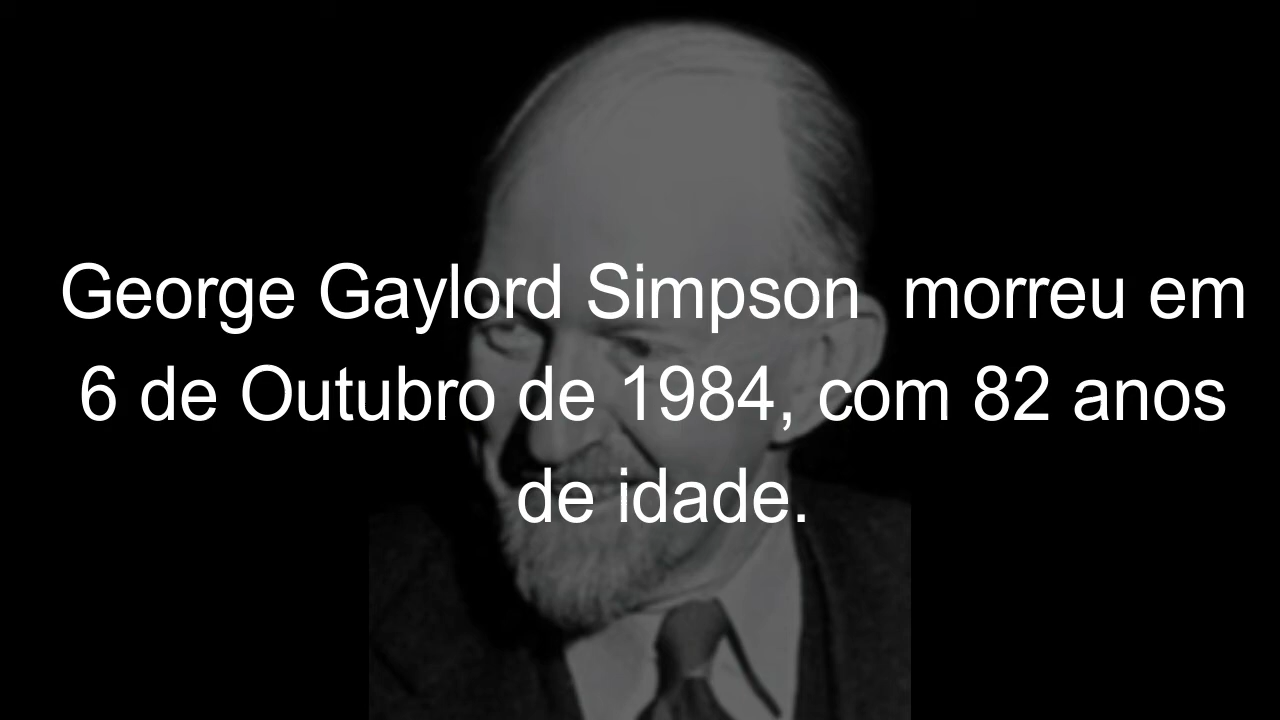 George Gaylord Simpson  morreu em
6 de Outubro de 1984, com 82 anos
de idade.